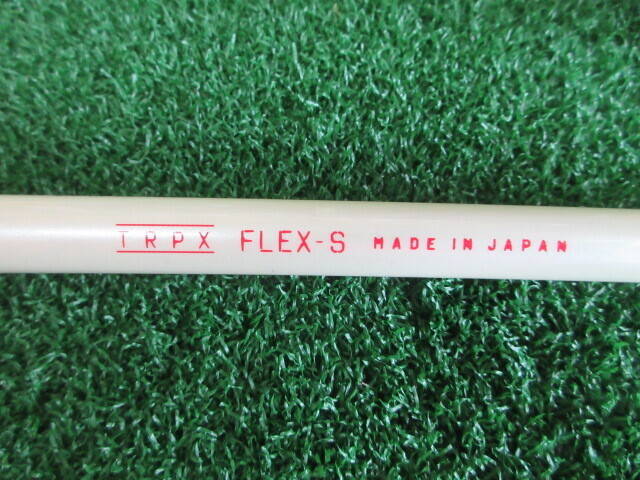 TRPX FLEX-S MADE IN JAPAN